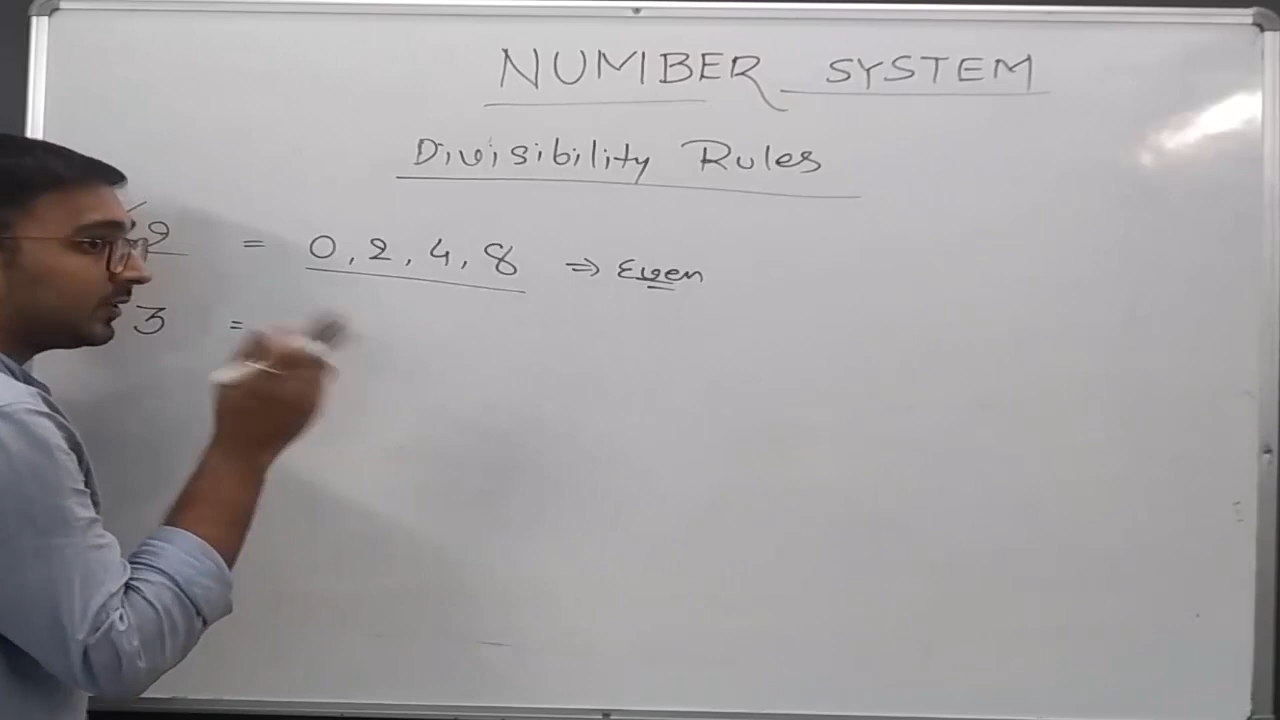 NUMBER SYSTEM
Divisibility Rules
2 = 0, 2, 4, 8 ⇒ Even
3 =